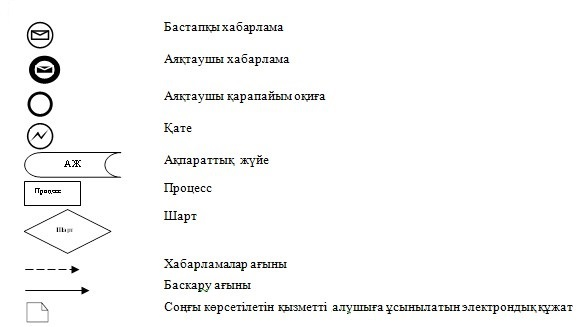 Бастапқы хабарлама
Аяқтаушы хабарлама
Аяқтаушы қарапайым оқиға
Қате
АЖ Ақпараттық жүйе
Процесс Процесс
Шарт
Шарт
Хабарламалар ағыны
Баскару ағыны
Соңғы көрсетілетін қызметті алушыға ұсынылатын электрондық құжат